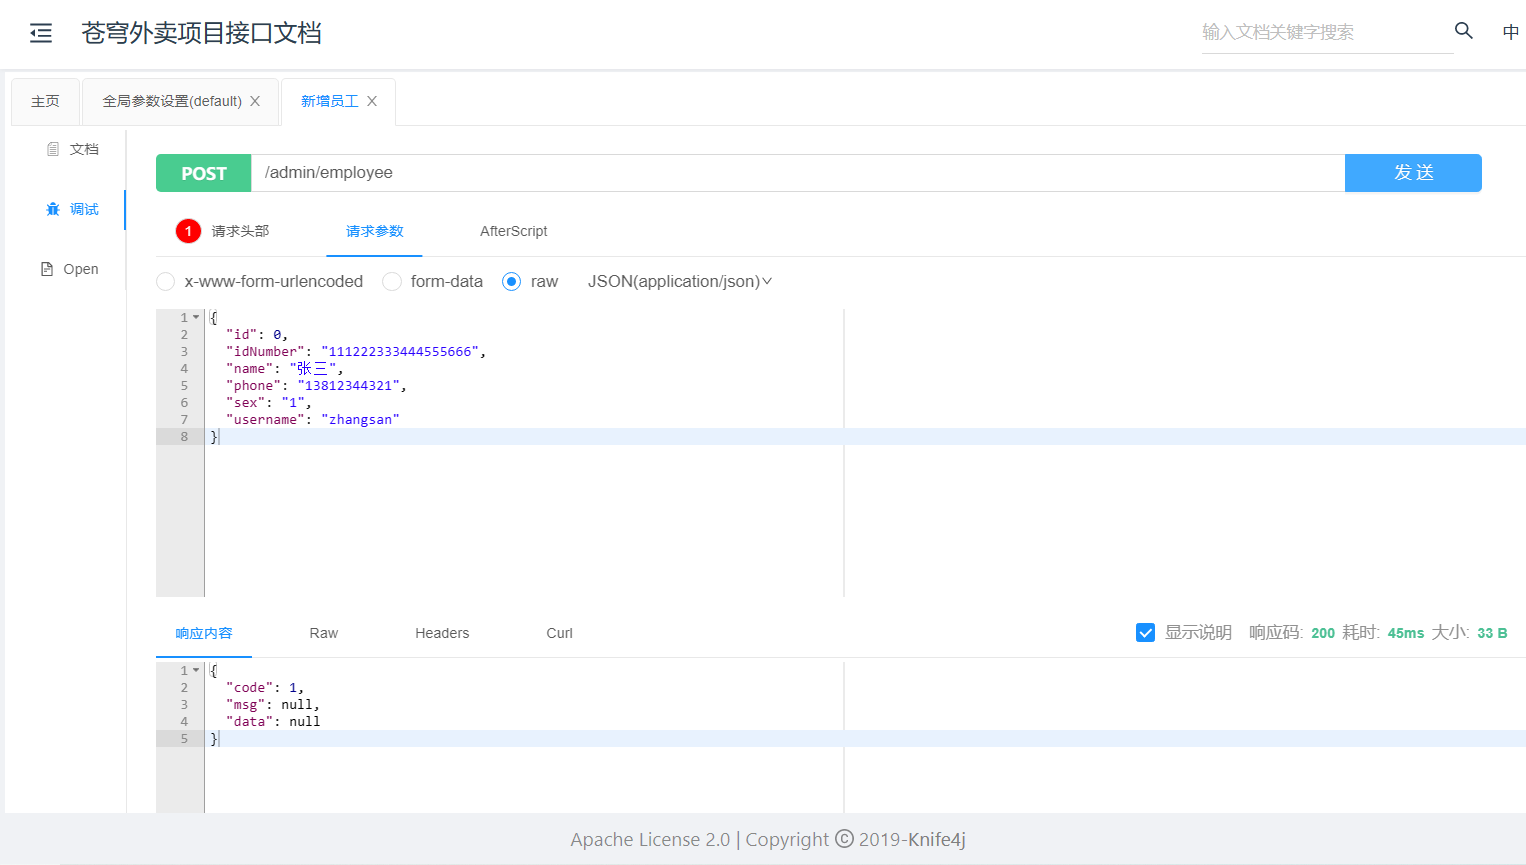 苍穹外卖项目接口文档
输入文档关键字搜索
中
主页
全局参数设置(default)
新增员工
文档
调试
Open
POST
/admin/employee
发 送
1 请求头部
请求参数
AfterScript
x-www-form-urlencoded
form-data
raw
JSON(application/json)
1 {
2 "id": 0,
3 "idNumber": "111222333444555666",
4 "name": "张三",
5 "phone": "13812344321",
6 "sex": "1",
7 "username": "zhangsan"
8 }
响应内容
Raw
Headers
Curl
显示说明
响应码: 200 耗时: 45ms 大小: 33 B
1 {
2 "code": 1,
3 "msg": null,
4 "data": null
5 }
Apache License 2.0 | Copyright © 2019-Knife4j